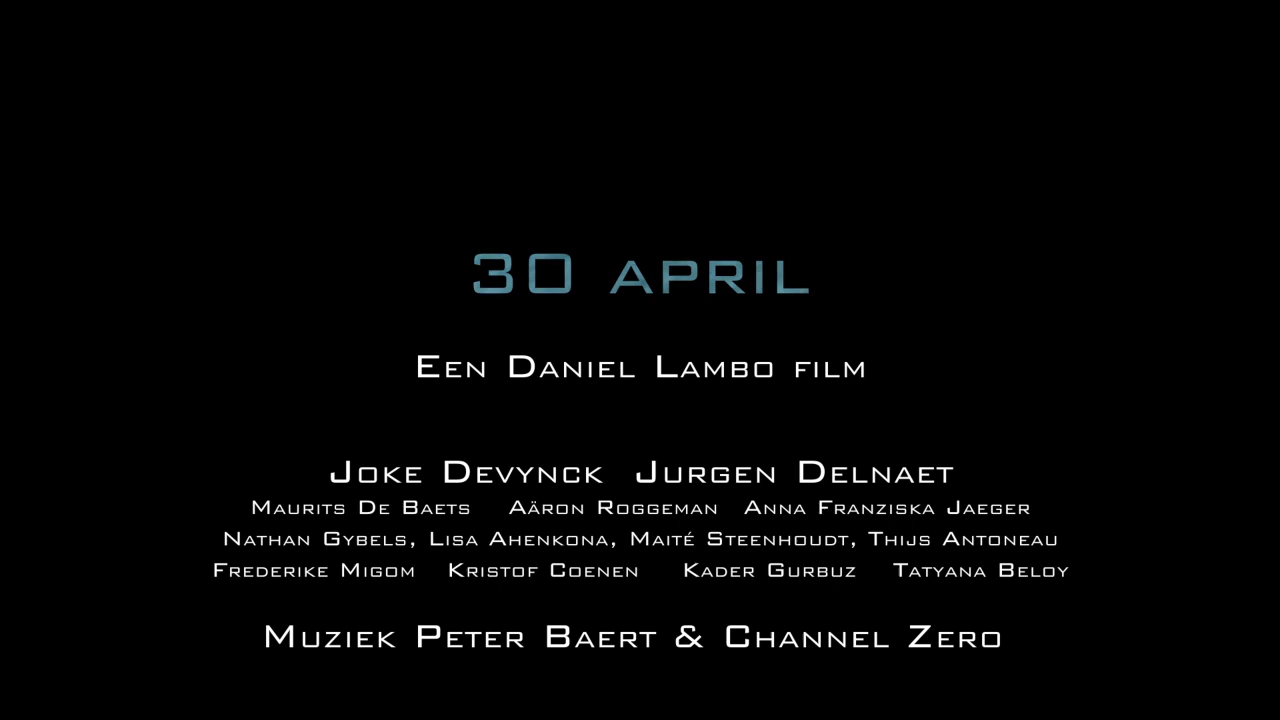 30 APRIL
EEN DANIEL LAMBO FILM
JOKE DEVYNCK JURGEN DELNAET
MAURITS DE BAETS AÄRON ROGGEMAN ANNA FRANZISKA JAEGER
NATHAN GYBELS, LISA AHENKONA, MAITÉ STEENHOUDT, THIJS ANTONEAU
FREDERIKE MIGOM KRISTOF COENEN KADER GURBUZ TATYANA BELOY
MUZIEK PETER BAERT & CHANNEL ZERO